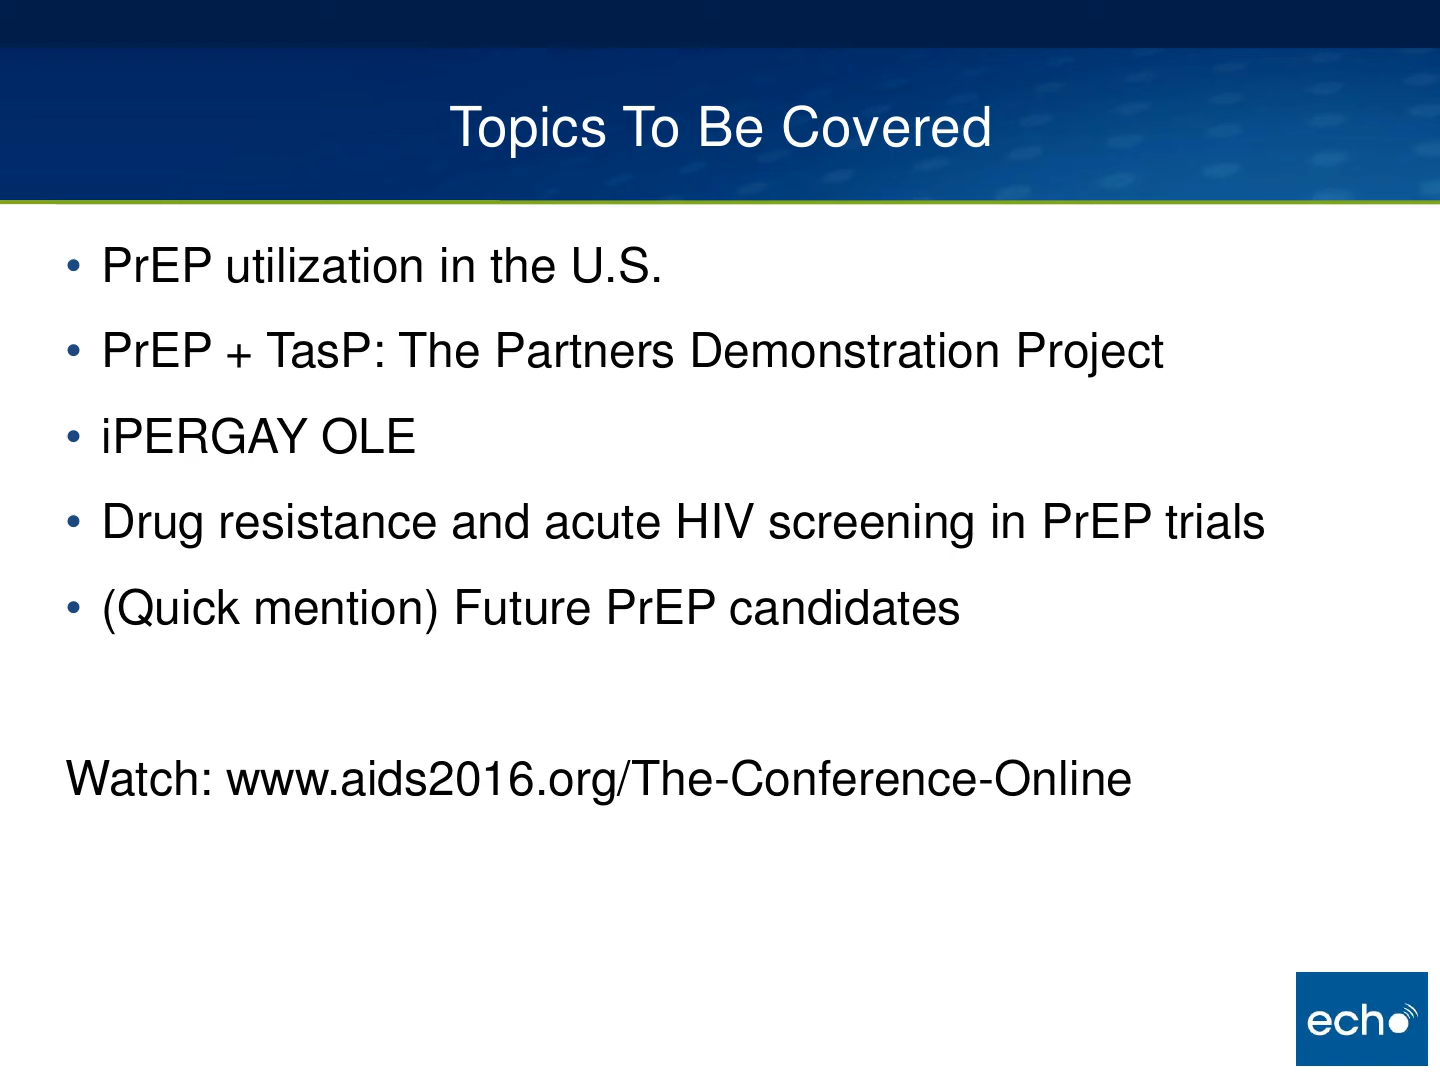 Topics To Be Covered
• PrEP utilization in the U.S.
• PrEP + TasP: The Partners Demonstration Project
• iPERGAY OLE
• Drug resistance and acute HIV screening in PrEP trials
• (Quick mention) Future PrEP candidates
Watch: www.aids2016.org/The-Conference-Online
echo